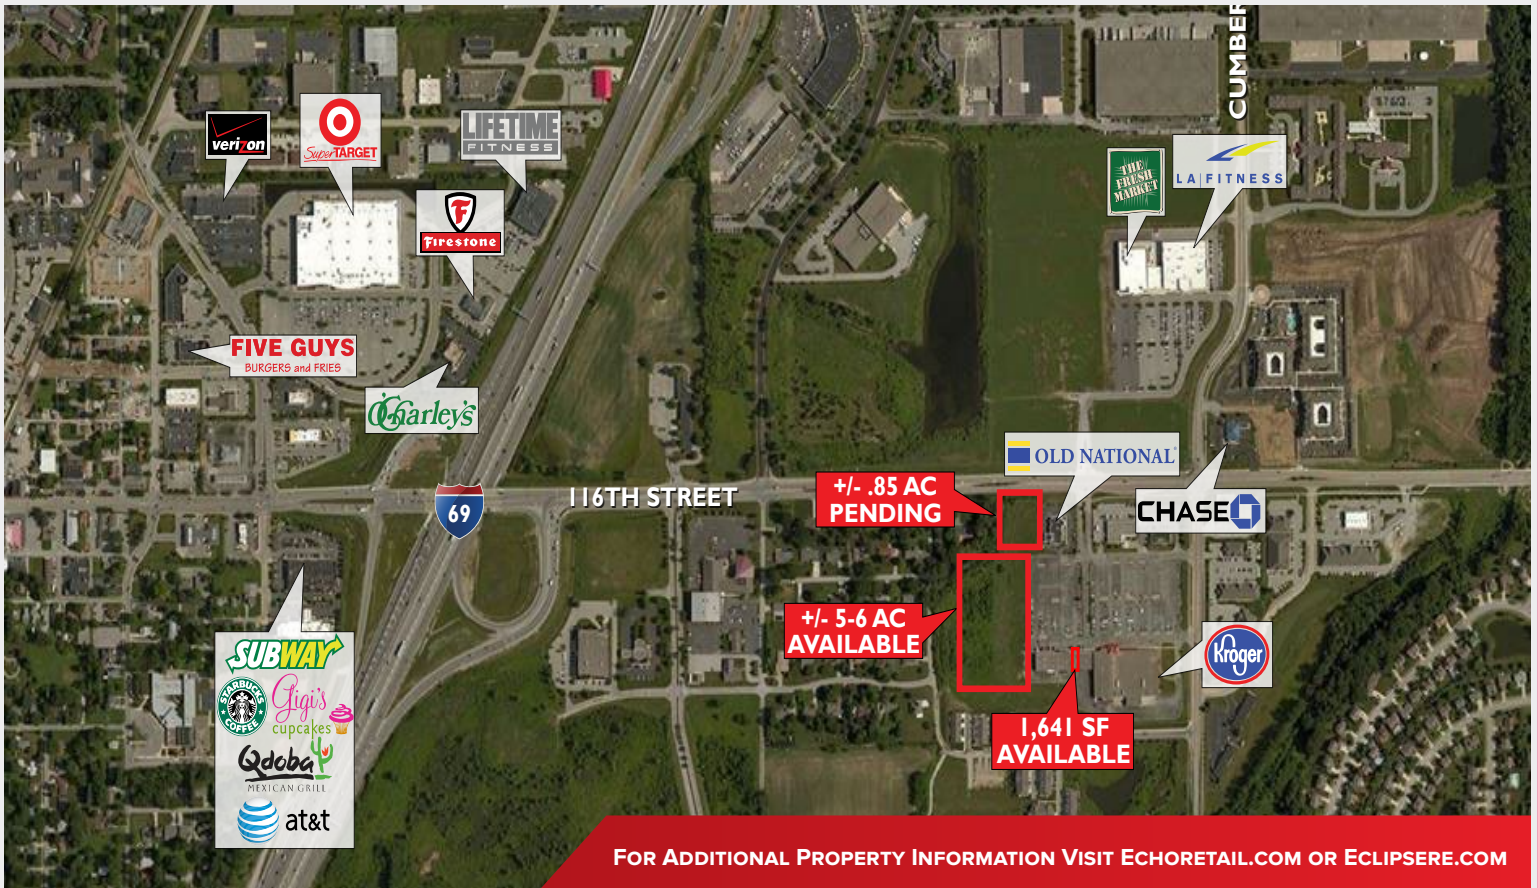 CUMBER
verizon
SuperTARGET
LIFETIME
FITNESS
F
Firestone
THE
FRESH
MARKET
LA FITNESS
FIVE GUYS
BURGERS and FRIES
O'Charley's
OLD NATIONAL
CHASE
116TH STREET
69
+/- .85 AC
PENDING
+/- 5-6 AC
AVAILABLE
1,641 SF
AVAILABLE
Kroger
SUBWAY
STARBUCKS
COFFEE
Gigi's
cupcakes
Qdoba
MEXICAN GRILL
at&t
FOR ADDITIONAL PROPERTY INFORMATION VISIT ECHORETAIL.COM OR ECLIPSERE.COM